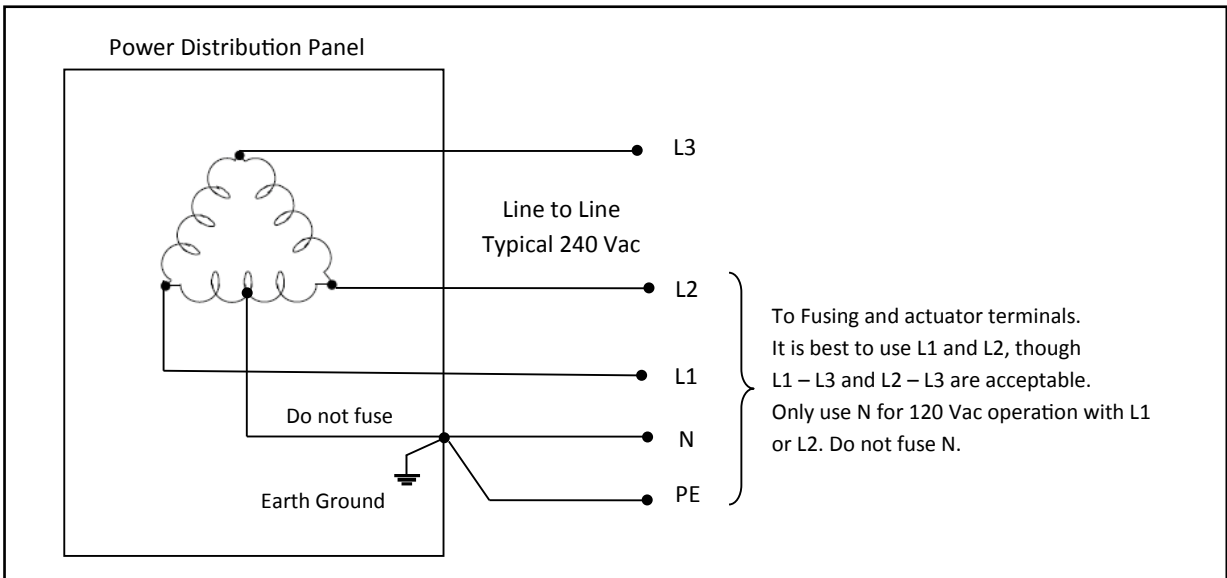 Power Distribution Panel
L3
Line to Line
Typical 240 Vac
L2
To Fusing and actuator terminals.
It is best to use L1 and L2, though
L1 – L3 and L2 – L3 are acceptable.
Only use N for 120 Vac operation with L1
or L2. Do not fuse N.
L1
Do not fuse
N
Earth Ground
PE